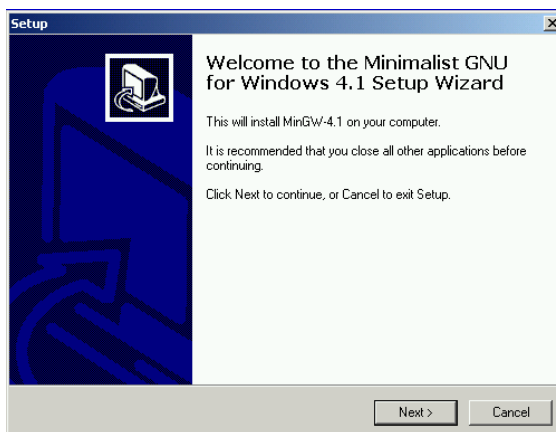 Setup
Welcome to the Minimalist GNU
for Windows 4.1 Setup Wizard
This will install MinGW-4.1 on your computer.
It is recommended that you close all other applications before
continuing.
Click Next to continue, or Cancel to exit Setup.
Next >
Cancel